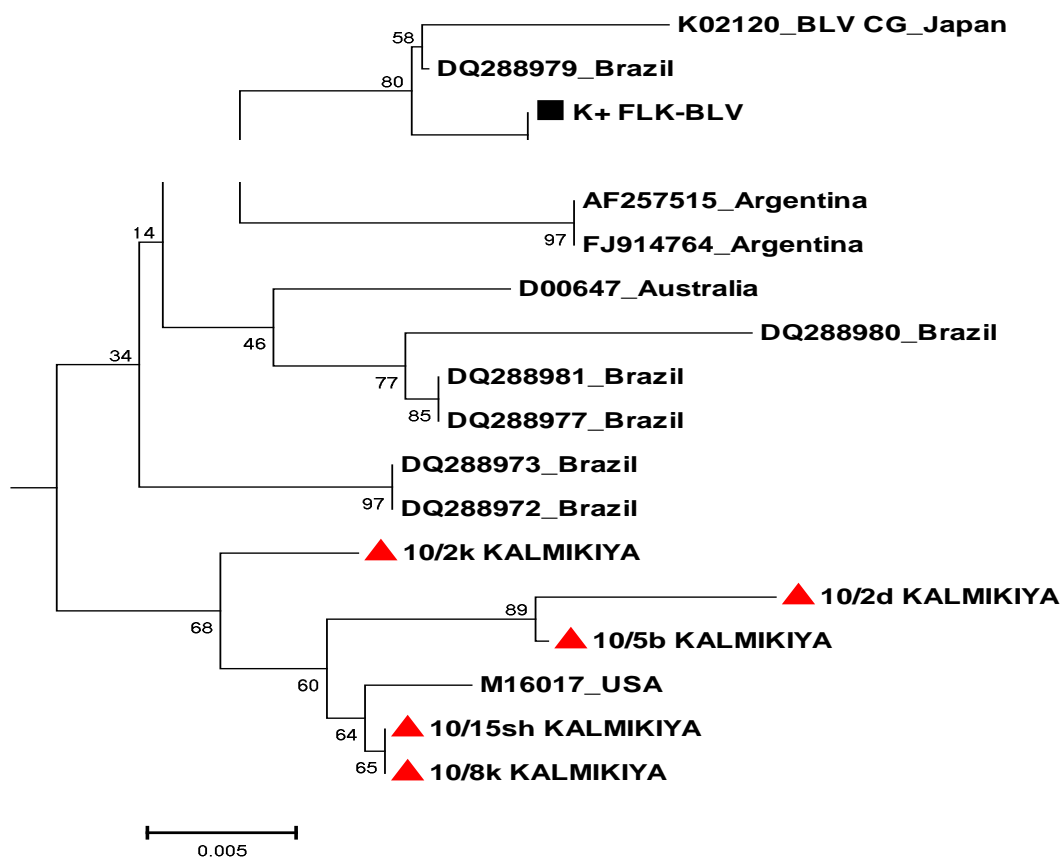 K02120_BLV CG_Japan
58
DQ288979_Brazil
80
K+ FLK-BLV
AF257515_Argentina
14
97
FJ914764_Argentina
D00647_Australia
DQ288980_Brazil
46
34
DQ288981_Brazil
77
85
DQ288977_Brazil
DQ288973_Brazil
97
DQ288972_Brazil
10/2k KALMIKIYA
10/2d KALMIKIYA
89
68
10/5b KALMIKIYA
60
M16017_USA
64
10/15sh KALMIKIYA
65
10/8k KALMIKIYA
0.005